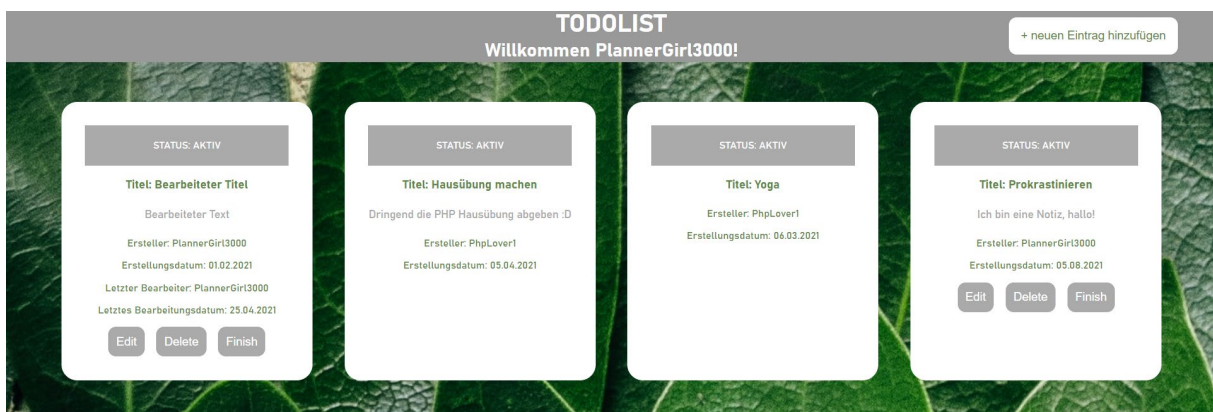 TODOLIST
Willkommen PlannerGirl3000!
+ neuen Eintrag hinzufügen
STATUS: AKTIV
Titel: Bearbeiteter Titel
Bearbeiteter Text
Ersteller: PlannerGirl3000
Erstellungsdatum: 01.02.2021
Letzter Bearbeiter: PlannerGirl3000
Letztes Bearbeitungsdatum: 25.04.2021
Edit Delete Finish
STATUS: AKTIV
Titel: Hausübung machen
Dringend die PHP Hausübung abgeben :D
Ersteller: PhpLover1
Erstellungsdatum: 05.04.2021
STATUS: AKTIV
Titel: Yoga
Ersteller: PhpLover1
Erstellungsdatum: 06.03.2021
STATUS: AKTIV
Titel: Prokrastinieren
Ich bin eine Notiz, hallo!
Ersteller: PlannerGirl3000
Erstellungsdatum: 05.08.2021
Edit Delete Finish